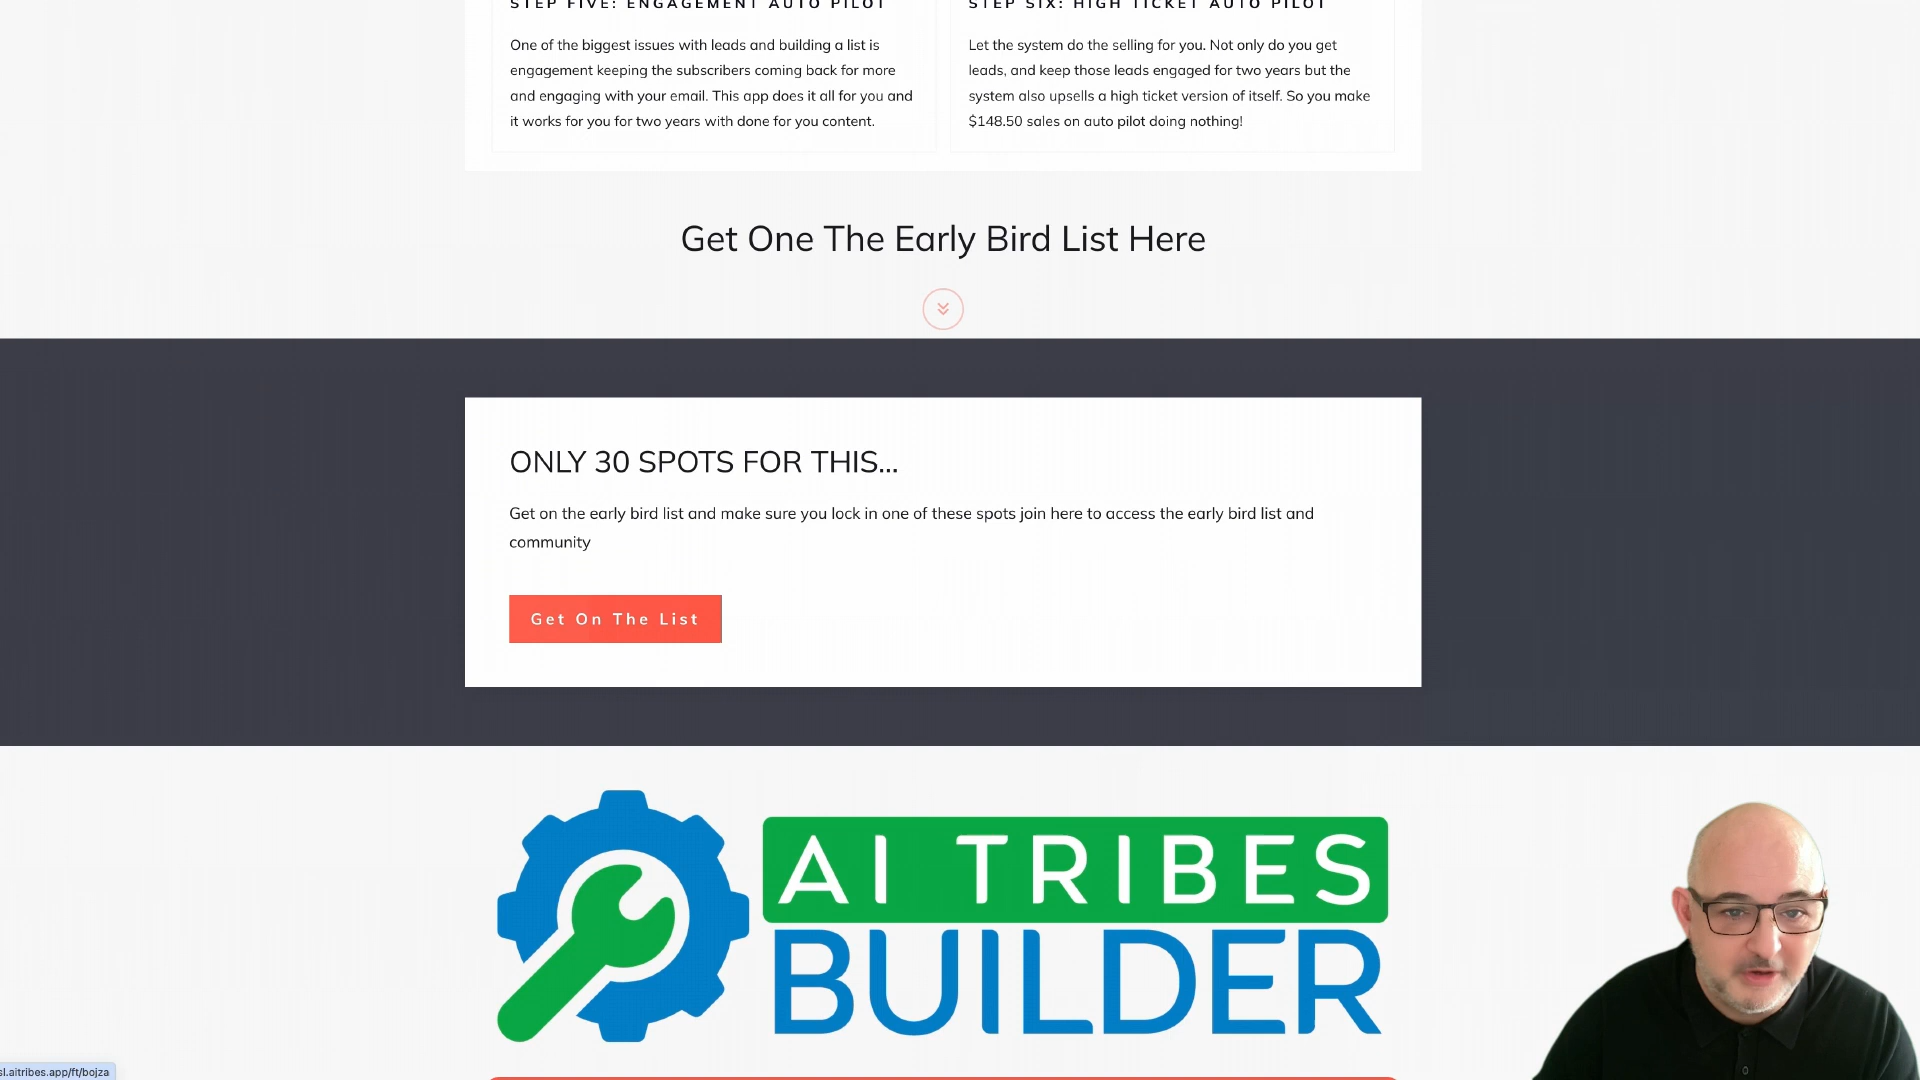 STEP FIVE: ENGAGEMENT AUTO PILOT
One of the biggest issues with leads and building a list is
engagement keeping the subscribers coming back for more
and engaging with your email. This app does it all for you and
it works for you for two years with done for you content.
STEP SIX: HIGH TICKET AUTO PILOT
Let the system do the selling for you. Not only do you get
leads, and keep those leads engaged for two years but the
system also upsells a high ticket version of itself. So you make
$148.50 sales on auto pilot doing nothing!
Get One The Early Bird List Here
ONLY 30 SPOTS FOR THIS...
Get on the early bird list and make sure you lock in one of these spots join here to access the early bird list and
community
Get On The List
AI TRIBES
BUILDER
sl.aitribes.app/ft/bojza